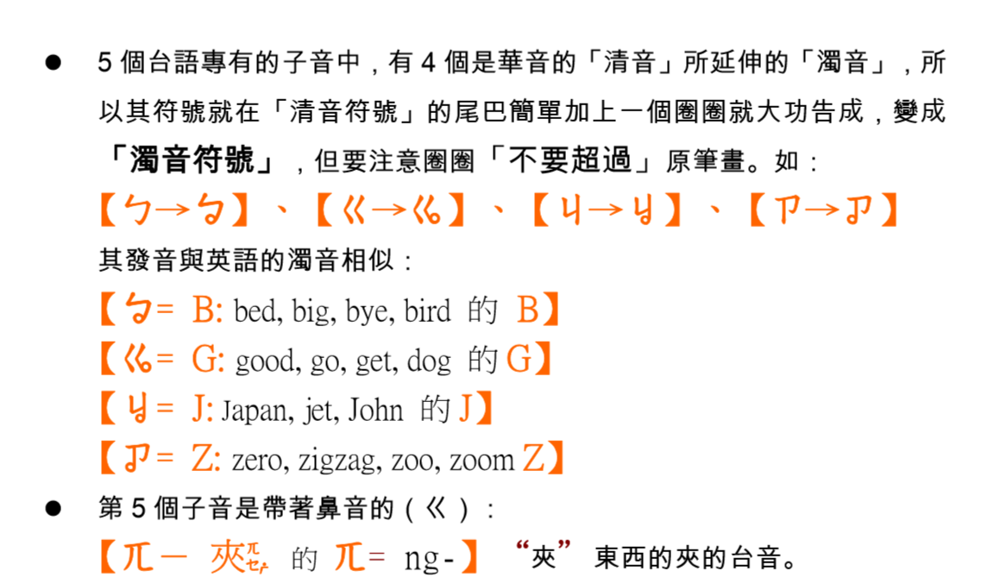 ● 5 個台語專有的子音中，有 4 個是華音的「清音」所延伸的「濁音」，所
以其符號就在「清音符號」的尾巴簡單加上一個圈圈就大功告成，變成
「濁音符號」，但要注意圈圈「不要超過」原筆畫。如：
【ㄅ→ㆠ】、【ㄍ→ㆣ】、【ㄐ→ㆢ】、【ㄗ→ㆡ】
其發音與英語的濁音相似：
【ㆠ= B: bed, big, bye, bird 的 B】
【ㆣ= G: good, go, get, dog 的 G】
【ㆢ= J: Japan, jet, John 的 J】
【ㆡ= Z: zero, zigzag, zoo, zoom Z】
● 第 5 個子音是帶著鼻音的（ㄍ）：
【ㄫ－ 夾ㄫㆤˊ 的 ㄫ= ng-】 “夾” 東西的夾的台音。